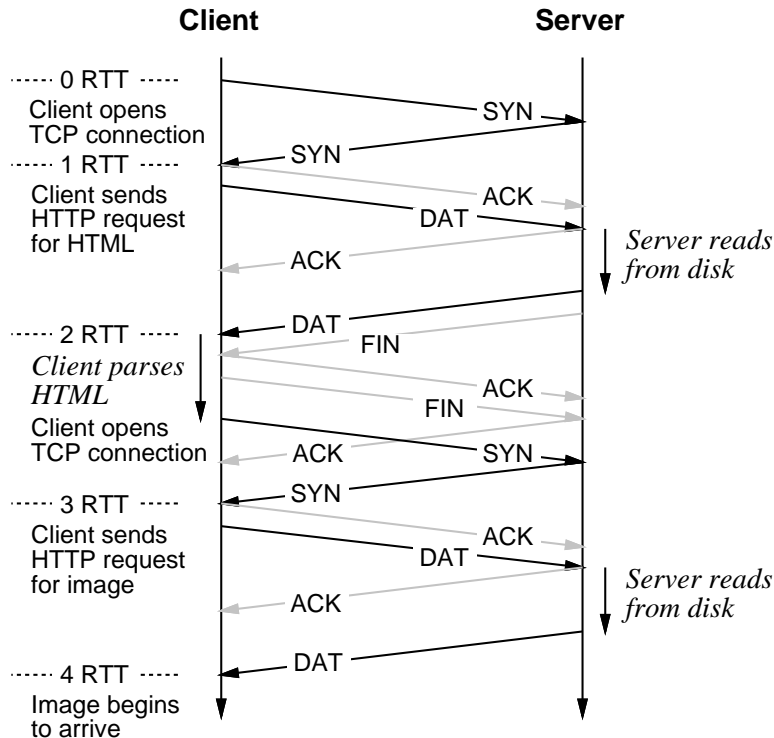 Client
Server
0 RTT
Client opens
TCP connection
SYN
SYN
1 RTT
Client sends
HTTP request
for HTML
ACK
DAT
ACK
Server reads
from disk
DAT
2 RTT
FIN
Client parses
HTML
ACK
FIN
Client opens
TCP connection
ACK
SYN
SYN
3 RTT
Client sends
HTTP request
for image
ACK
DAT
ACK
Server reads
from disk
DAT
4 RTT
Image begins
to arrive